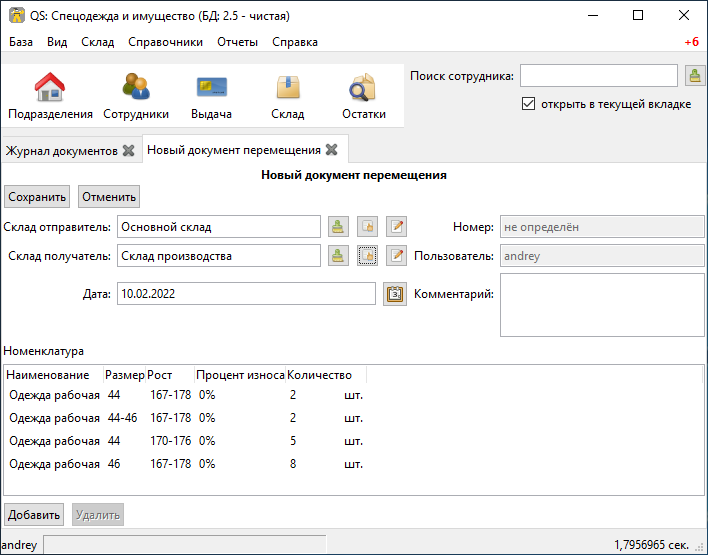 QS: Спецодежда и имущество (БД: 2.5 - чистая)
База Вид Склад Справочники Отчеты Справка +6
Поиск сотрудника:
открыть в текущей вкладке
Подразделения Сотрудники Выдача Склад Остатки
Журнал документов Новый документ перемещения
Новый документ перемещения
Сохранить Отменить
Склад отправитель: Основной склад Номер: не определён
Склад получатель: Склад производства Пользователь: andrey
Дата: 10.02.2022 3 Комментарий:
Номенклатура
Наименование Размер Рост Процент износа Количество
Одежда рабочая 44 167-178 0% 2 шт.
Одежда рабочая 44-46 167-178 0% 2 шт.
Одежда рабочая 44 170-176 0% 5 шт.
Одежда рабочая 46 167-178 0% 8 шт.
Добавить Удалить
andrey 1,7956965 сек.